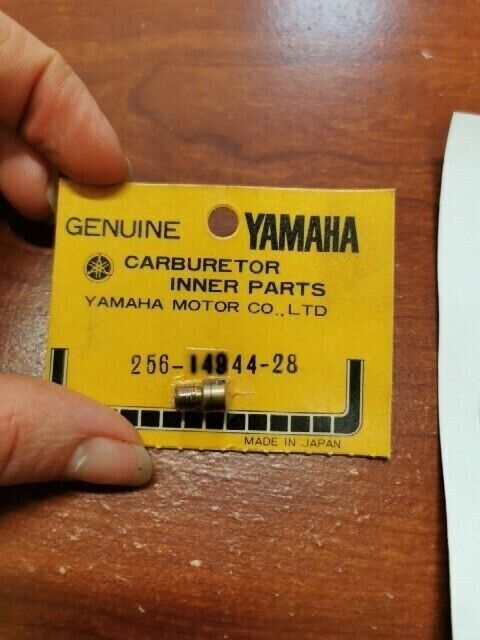 GENUINE YAMAHA
CARBURETOR
INNER PARTS
YAMAHA MOTOR CO.,LTD
256-14944-28
MADE IN JAPAN